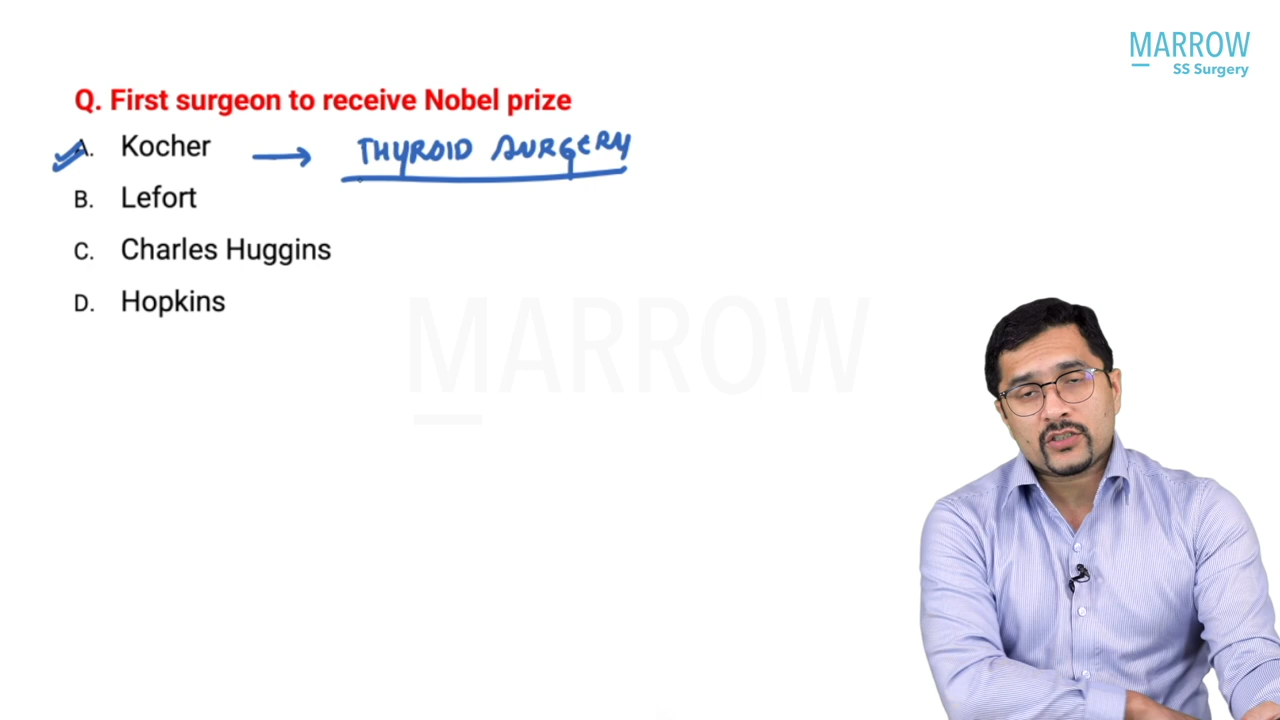 MARROW
SS Surgery
Q. First surgeon to receive Nobel prize
A. Kocher → THYROID SURGERY
B. Lefort
C. Charles Huggins
D. Hopkins
MARROW